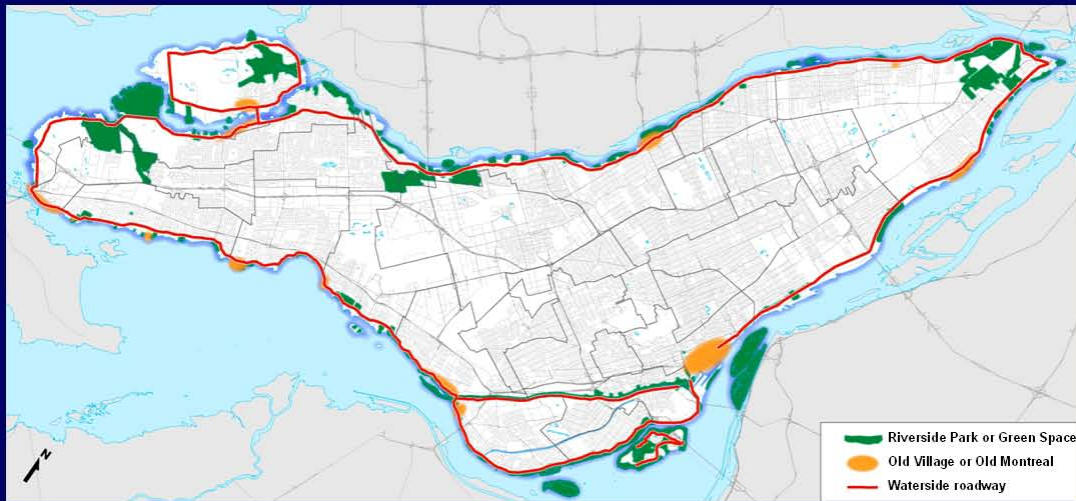 N
Riverside Park or Green Space
Old Village or Old Montreal
Waterside roadway